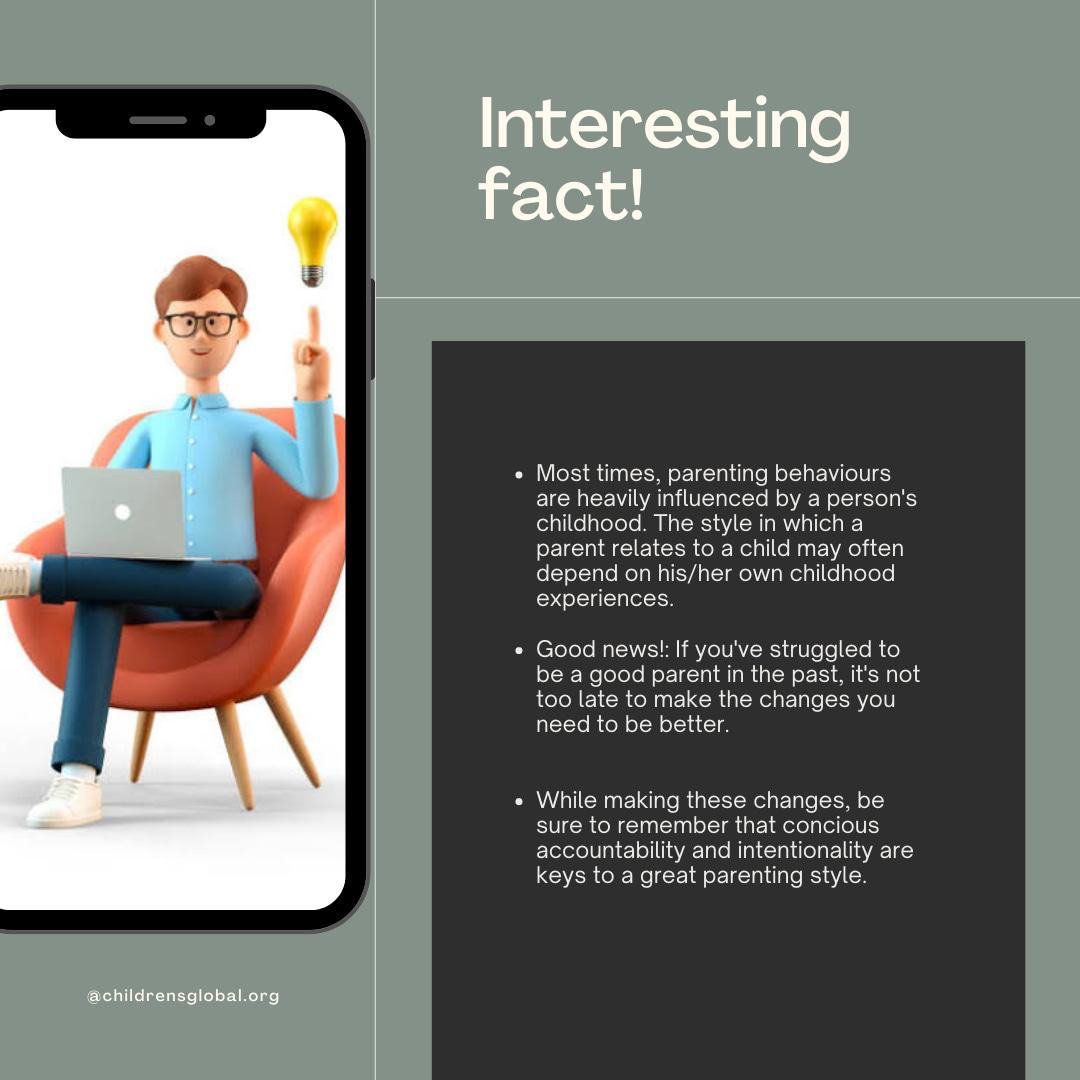 Interesting
fact!
• Most times, parenting behaviours
are heavily influenced by a person's
childhood. The style in which a
parent relates to a child may often
depend on his/her own childhood
experiences.
• Good news!: If you've struggled to
be a good parent in the past, it's not
too late to make the changes you
need to be better.
• While making these changes, be
sure to remember that concious
accountability and intentionality are
keys to a great parenting style.
@childrensglobal.org